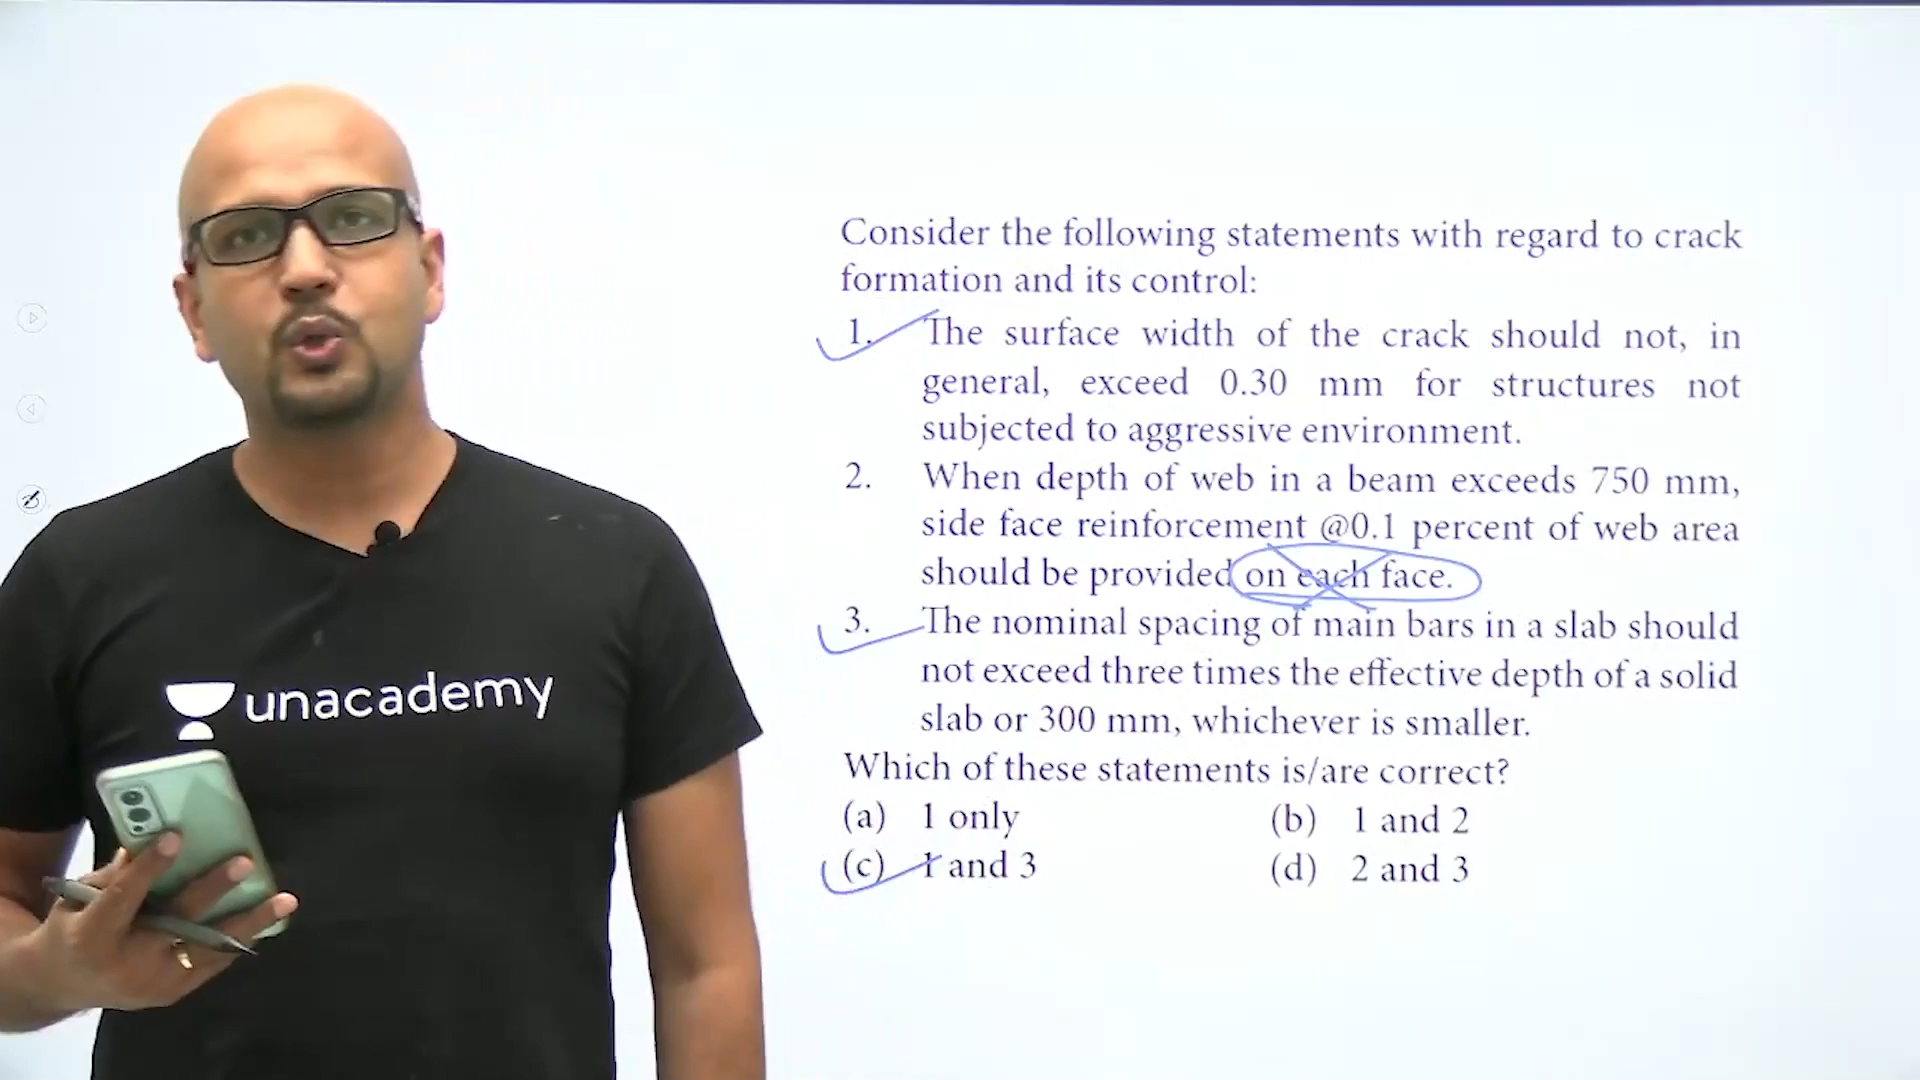 Consider the following statements with regard to crack
formation and its control:
1. The surface width of the crack should not, in
general, exceed 0.30 mm for structures not
subjected to aggressive environment.
2. When depth of web in a beam exceeds 750 mm,
side face reinforcement @0.1 percent of web area
should be provided on each face.
3. The nominal spacing of main bars in a slab should
not exceed three times the effective depth of a solid
slab or 300 mm, whichever is smaller.
Which of these statements is/are correct?
(a) 1 only (b) 1 and 2
(c) 1 and 3 (d) 2 and 3
unacademy